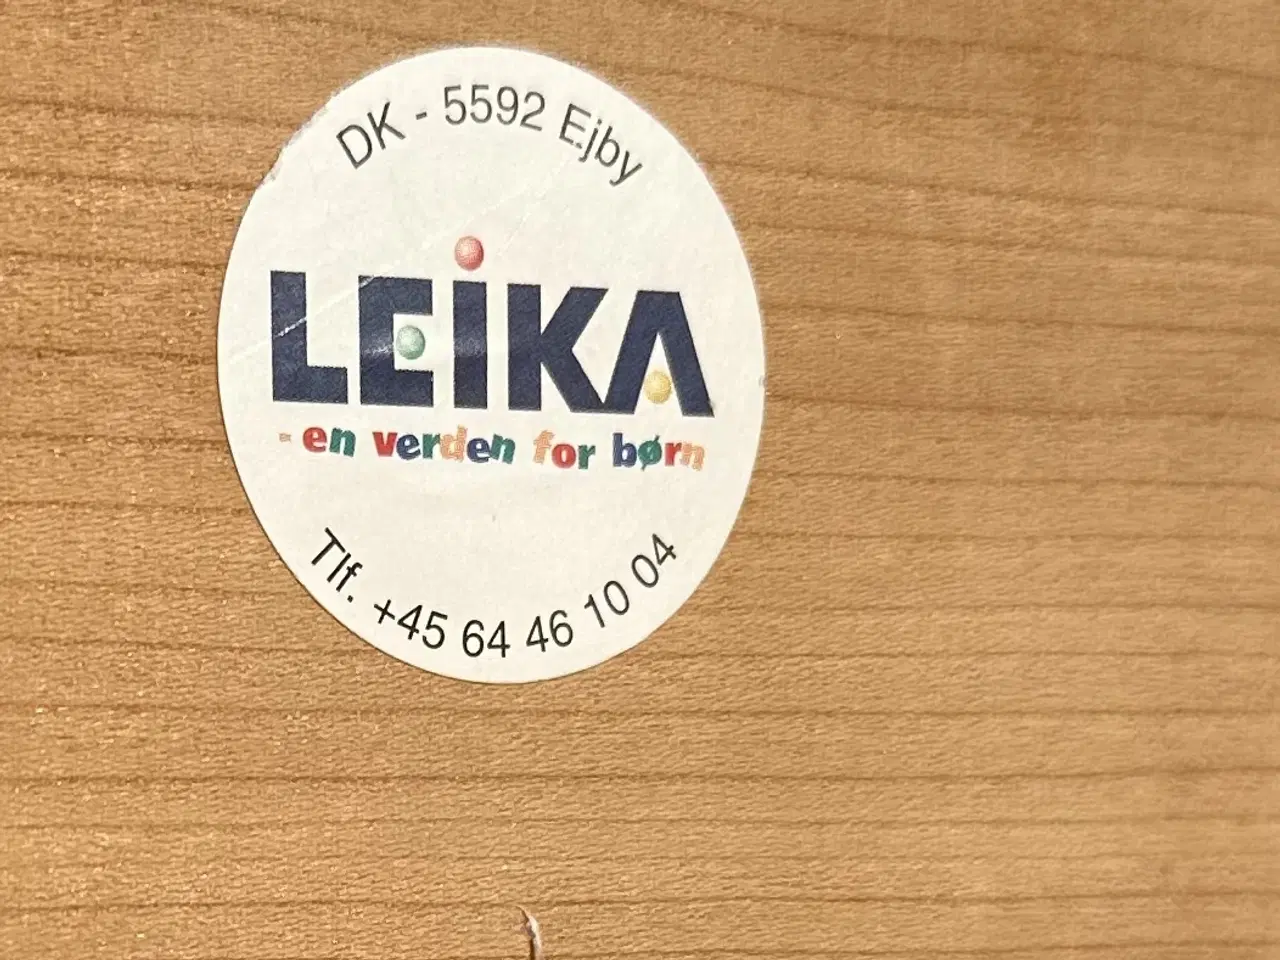 DK - 5592 Ejby
LEiKA
- en verden for børn
Tlf. +45 64 46 10 04